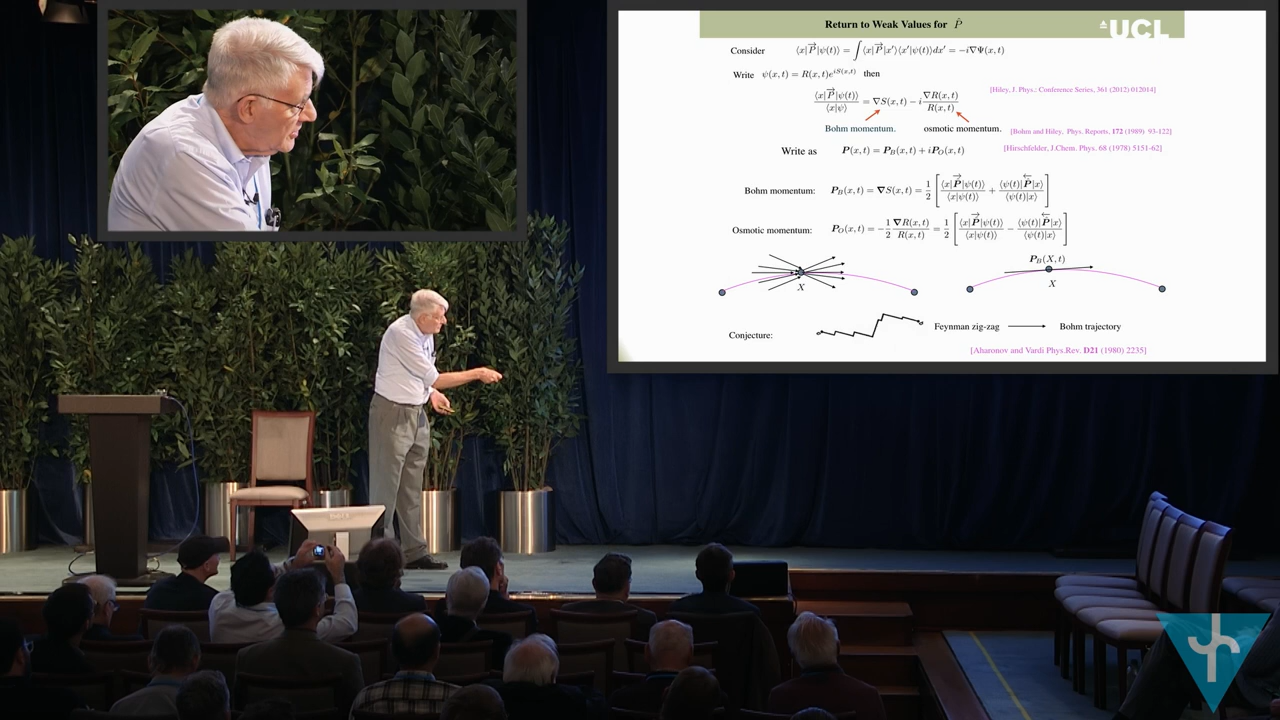 Return to Weak Values for P̂
UCL
Consider ⟨x|P⃗|ψ(t)⟩ = ∫⟨x|P⃗|x′⟩⟨x′|ψ(t)⟩dx′ = −i∇Ψ(x,t)
Write ψ(x,t) = R(x,t)e^{iS(x,t)} then
⟨x|P⃗|ψ(t)⟩/⟨x|ψ⟩ = ∇S(x,t) − i ∇R(x,t)/R(x,t)
[Hiley, J. Phys.: Conference Series, 361 (2012) 012014]
Bohm momentum. osmotic momentum. [Bohm and Hiley, Phys. Reports, 172 (1989) 93-122]
Write as P(x,t) = P_B(x,t) + iP_O(x,t) [Hirschfelder, J.Chem. Phys. 68 (1978) 5151-62]
Bohm momentum: P_B(x,t) = ∇S(x,t) = 1/2 [⟨x|P⃗|ψ(t)⟩/⟨x|ψ(t)⟩ + ⟨ψ(t)|P⃖|x⟩/⟨ψ(t)|x⟩]
Osmotic momentum: P_O(x,t) = −1/2 ∇R(x,t)/R(x,t) = 1/2 [⟨x|P⃗|ψ(t)⟩/⟨x|ψ(t)⟩ − ⟨ψ(t)|P⃖|x⟩/⟨ψ(t)|x⟩]
P_B(X,t)
X X
Conjecture: Feynman zig-zag ⟶ Bohm trajectory
[Aharonov and Vardi Phys.Rev. D21 (1980) 2235]